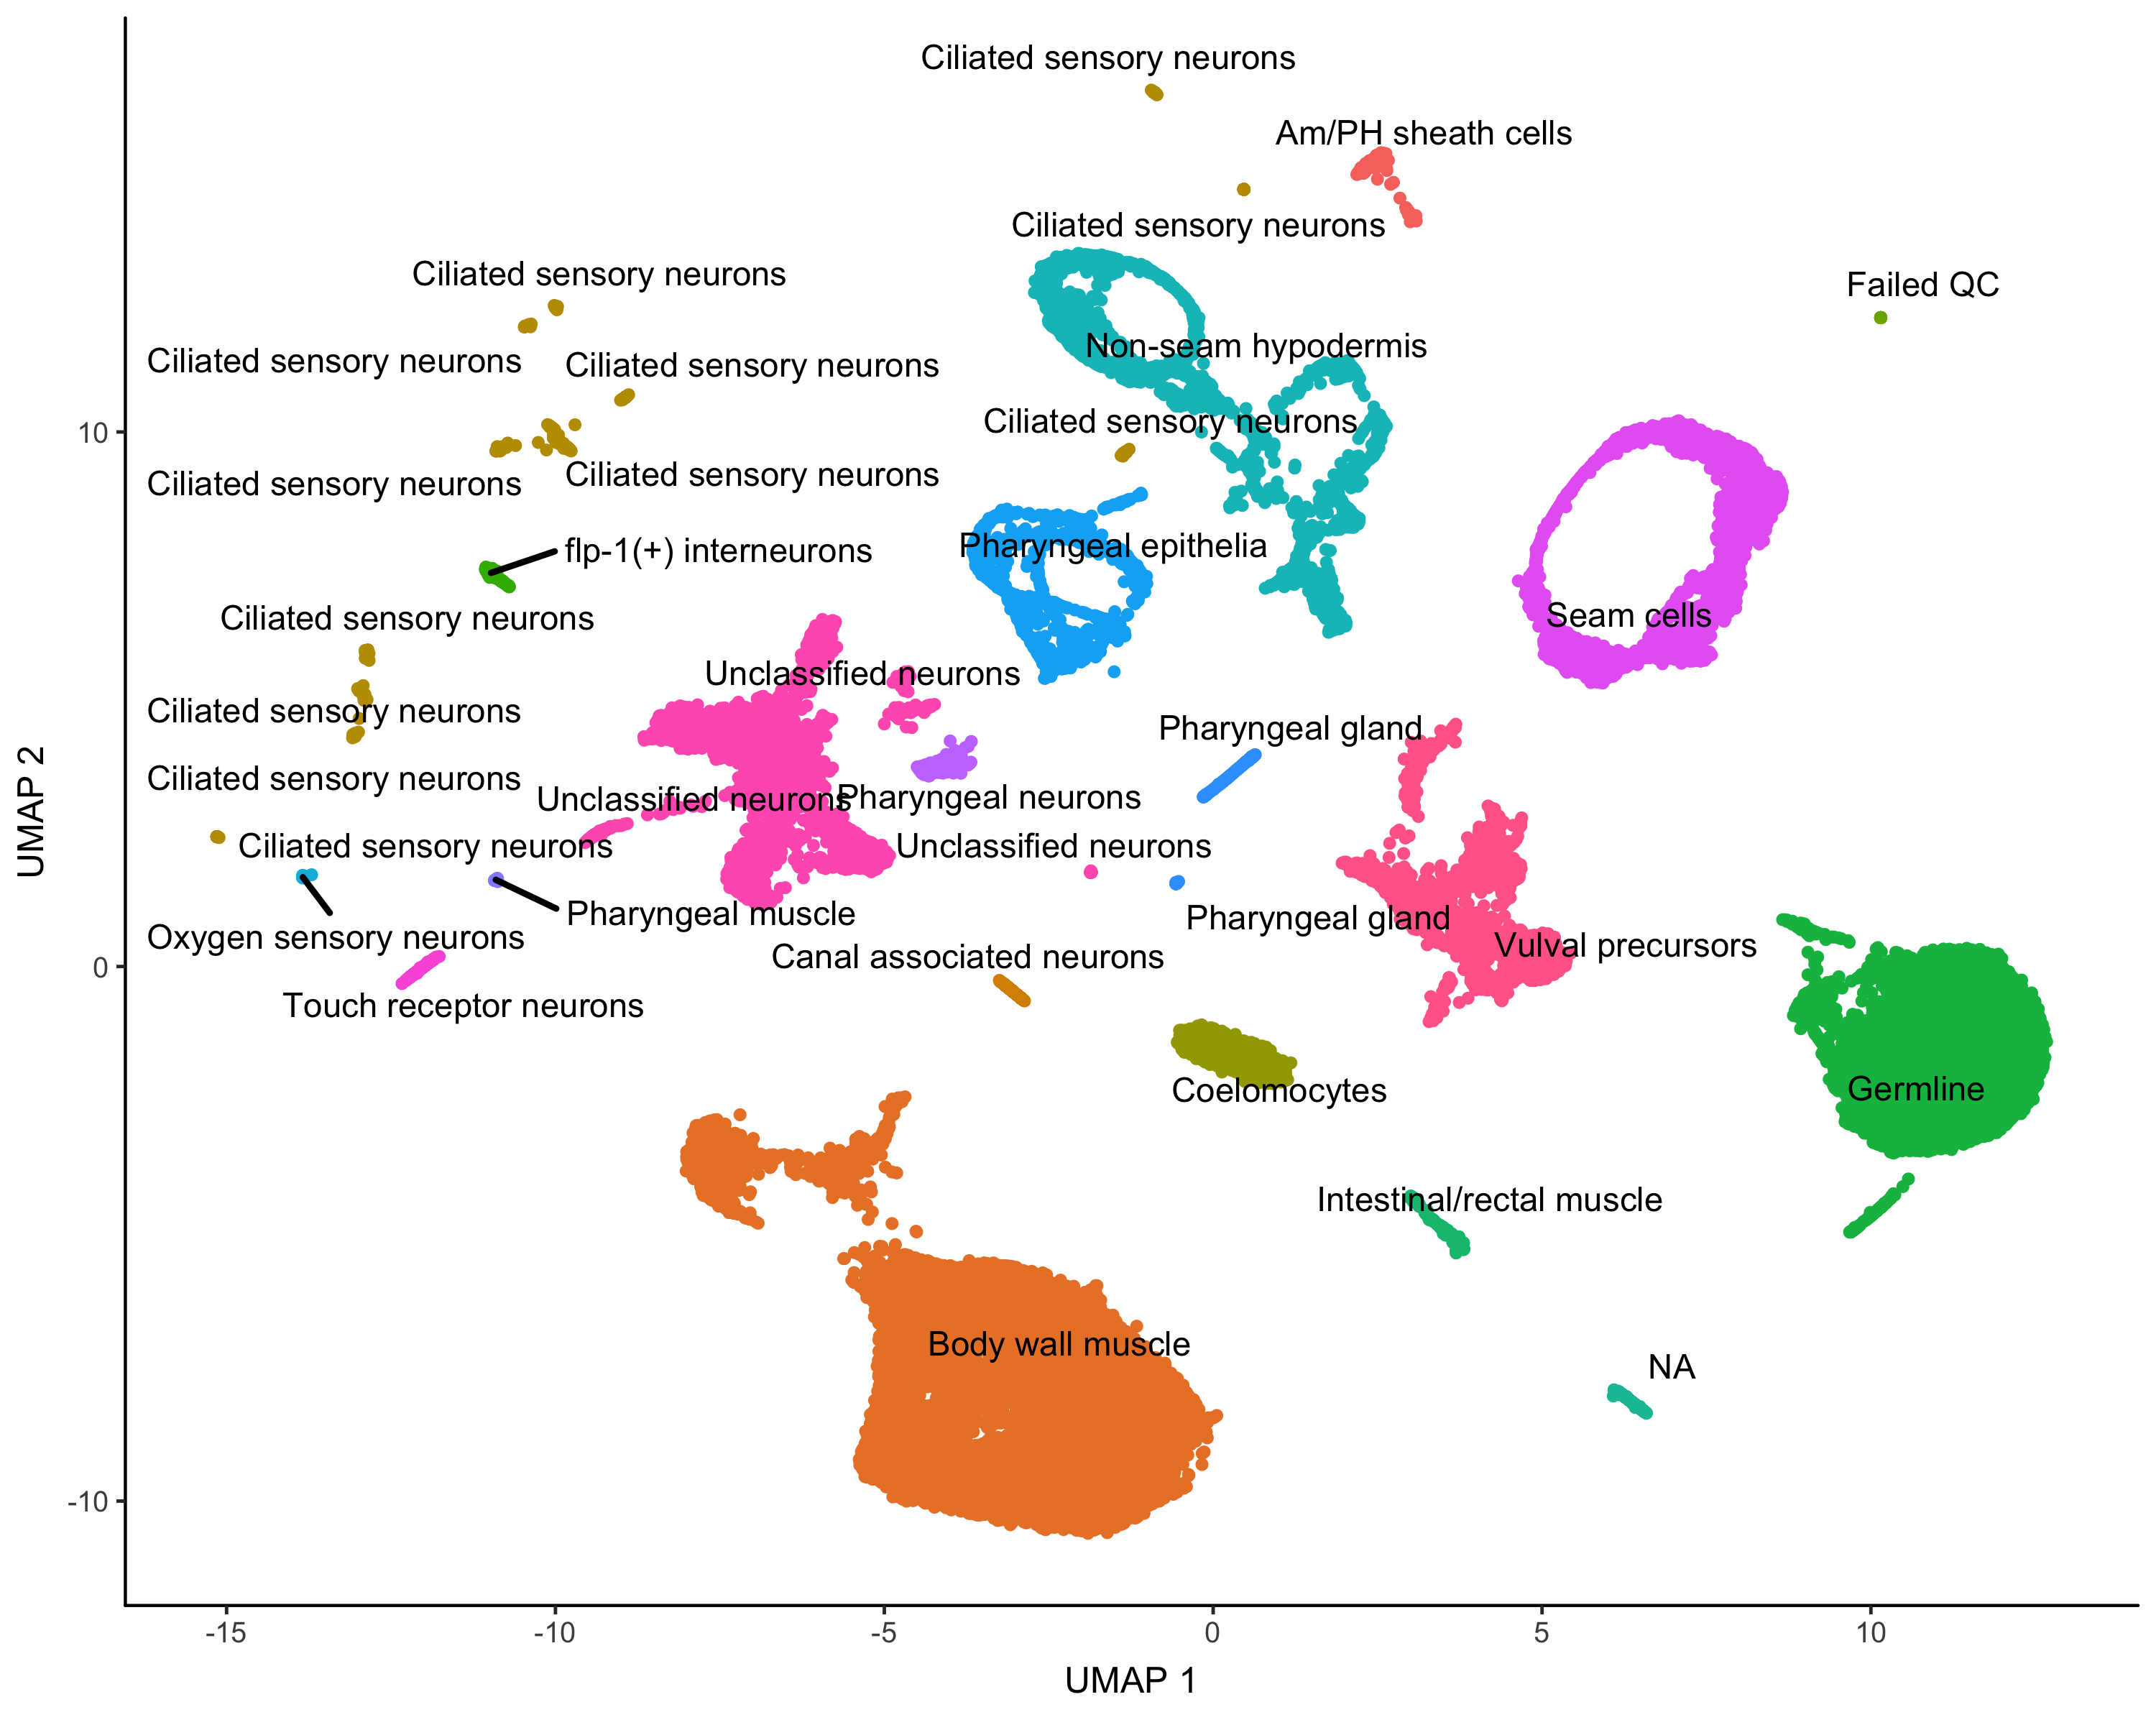 Ciliated sensory neurons
Am/PH sheath cells
Ciliated sensory neurons
Ciliated sensory neurons
Failed QC
Non-seam hypodermis
Ciliated sensory neurons
Ciliated sensory neurons
Ciliated sensory neurons
10
Ciliated sensory neurons
Ciliated sensory neurons
Pharyngeal epithelia
flp-1(+) interneurons
Seam cells
Ciliated sensory neurons
Unclassified neurons
Ciliated sensory neurons
Pharyngeal gland
Ciliated sensory neurons
Unclassified neurons
Pharyngeal neurons
Ciliated sensory neurons
Unclassified neurons
UMAP 2
Pharyngeal muscle
Pharyngeal gland
Oxygen sensory neurons
Vulval precursors
Canal associated neurons
0
Touch receptor neurons
Coelomocytes
Germline
Intestinal/rectal muscle
Body wall muscle
NA
-10
-15
-10
-5
0
5
10
UMAP 1